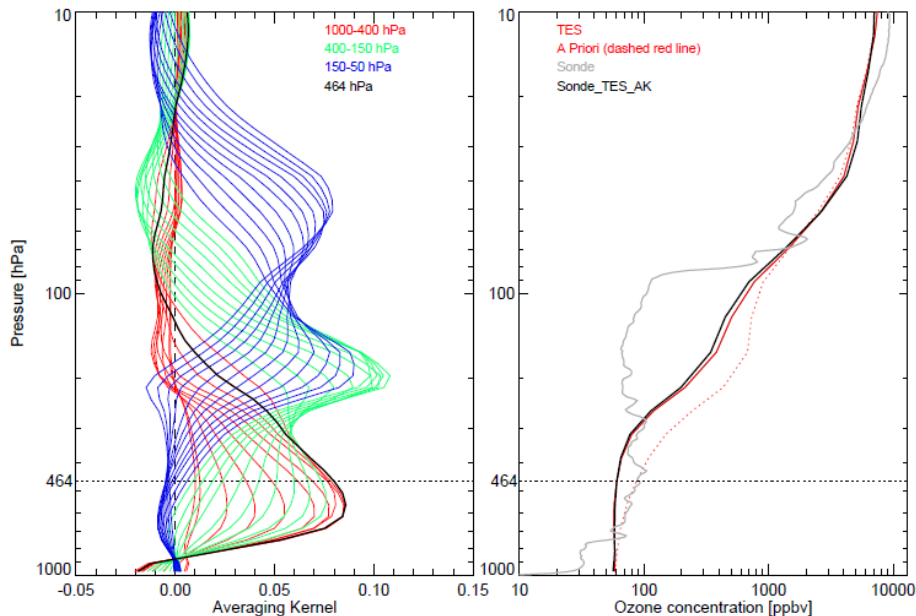 10
1000-400 hPa
400-150 hPa
150-50 hPa
464 hPa
Pressure [hPa]
100
464
1000
-0.05 0.00 0.05 0.10 0.15
Averaging Kernel
10
TES
A Priori (dashed red line)
Sonde
Sonde_TES_AK
100
464
1000
10 100 1000 10000
Ozone concentration [ppbv]